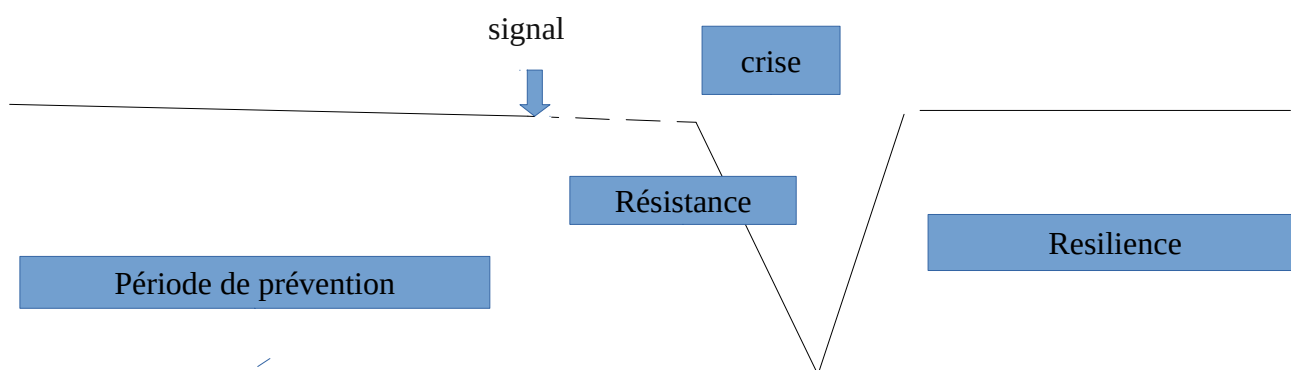 signal
crise
Résistance
Resilience
Période de prévention